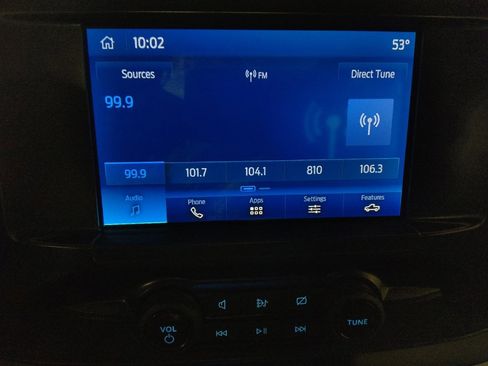 10:02 53°
Sources FM Direct Tune
99.9
99.9 101.7 104.1 810 106.3
Audio Phone Apps Settings Features
VOL TUNE